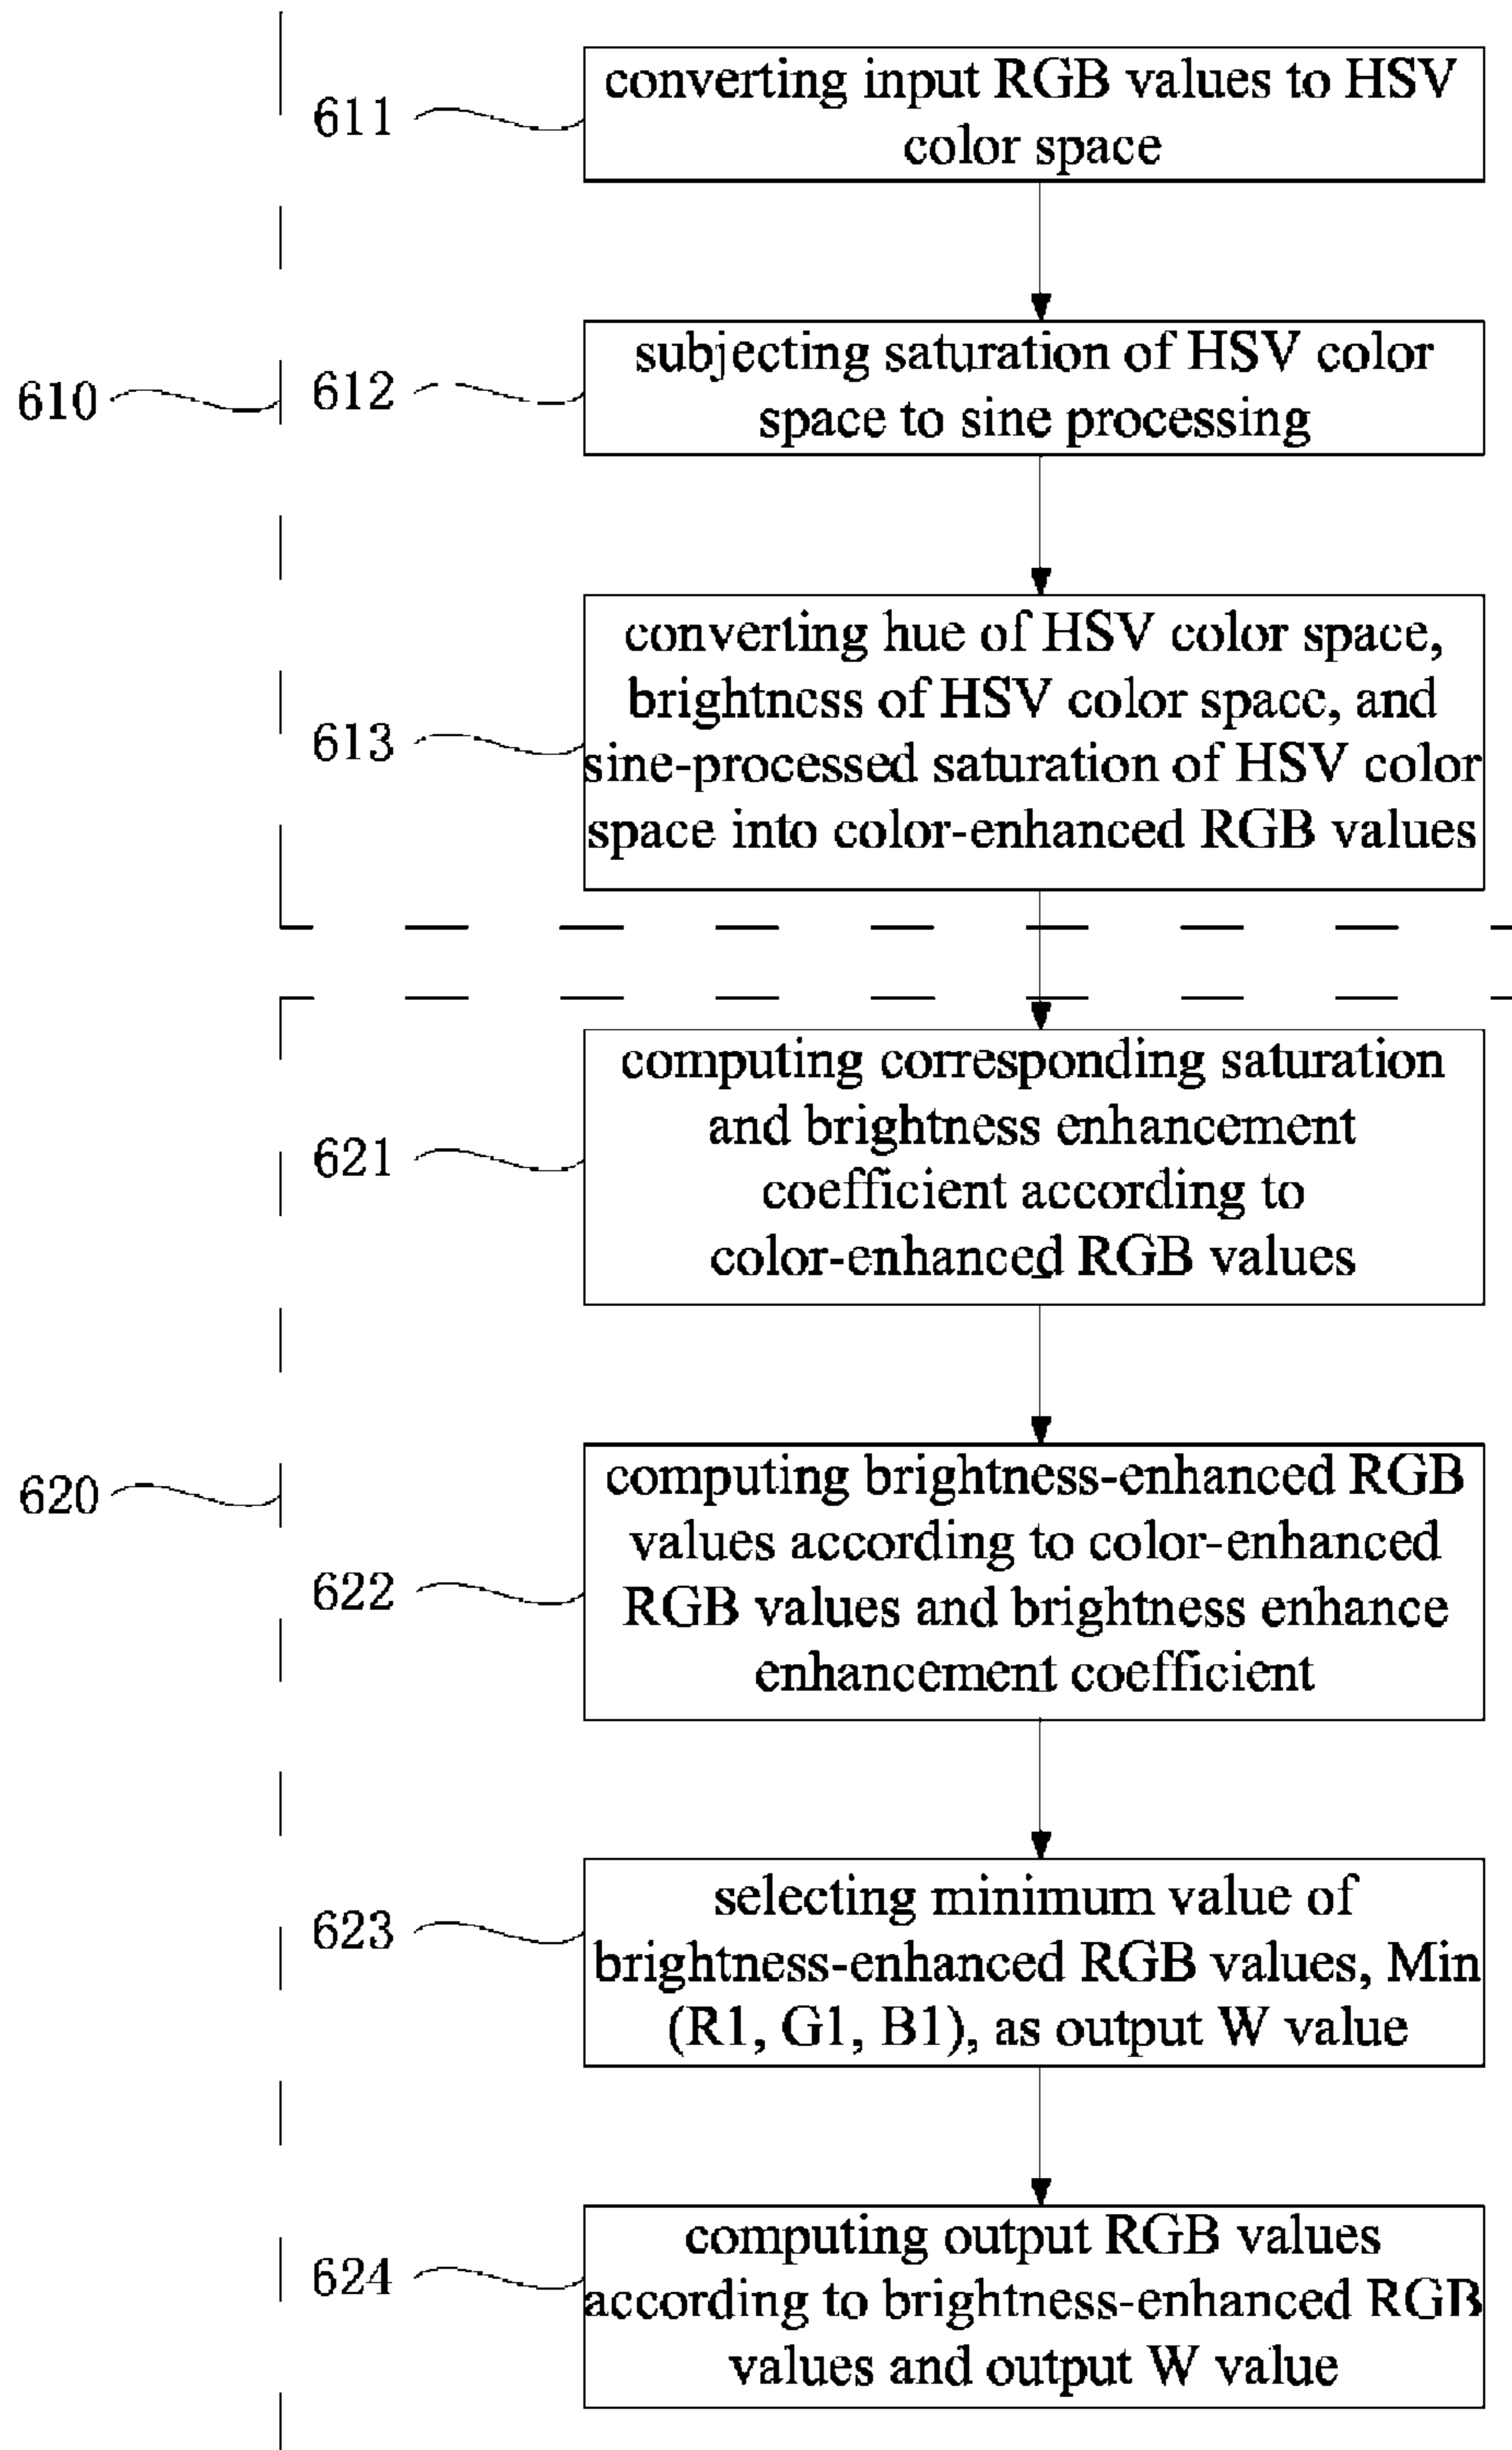 611
converting input RGB values to HSV
color space
610
612
subjecting saturation of HSV color
space to sine processing
613
converting hue of HSV color space,
brightness of HSV color space, and
sine-processed saturation of HSV color
space into color-enhanced RGB values
621
computing corresponding saturation
and brightness enhancement
coefficient according to
color-enhanced RGB values
620
622
computing brightness-enhanced RGB
values according to color-enhanced
RGB values and brightness enhance
enhancement coefficient
623
selecting minimum value of
brightness-enhanced RGB values, Min
(R1, G1, B1), as output W value
624
computing output RGB values
according to brightness-enhanced RGB
values and output W value